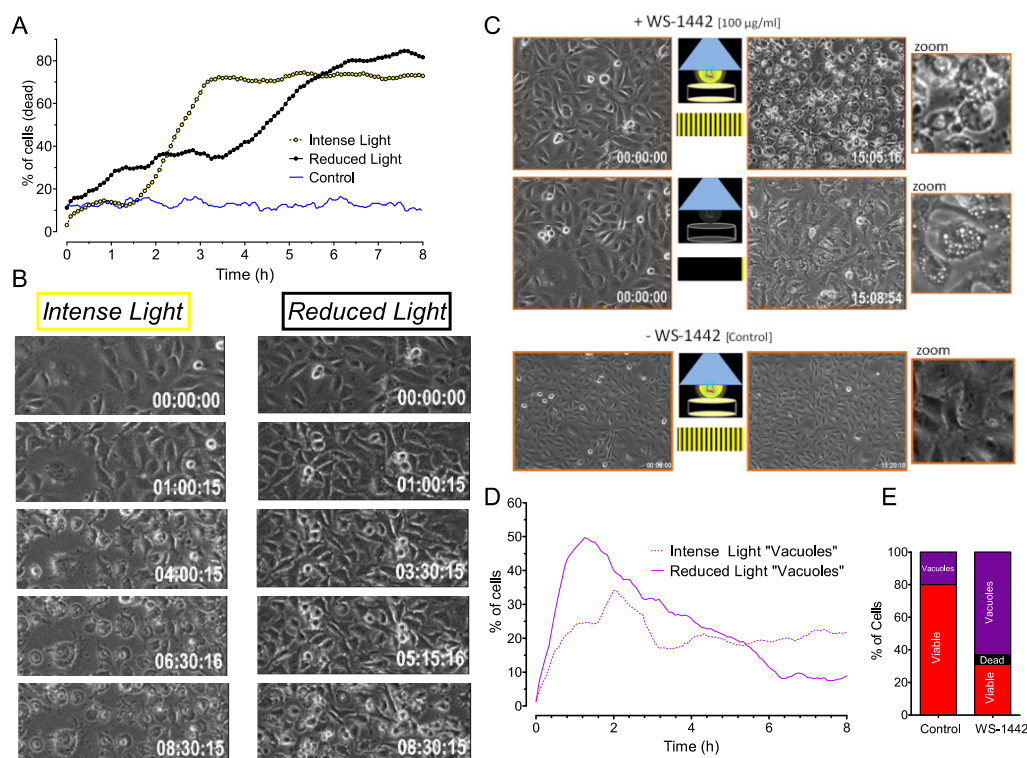 A
% of cells (dead)
80
60
40
20
0
Intense Light
Reduced Light
Control
0 1 2 3 4 5 6 7 8
Time (h)
B
Intense Light
Reduced Light
00:00:00
00:00:00
01:00:15
01:00:15
04:00:15
03:30:15
06:30:16
05:15:16
08:30:15
08:30:15
C
+ WS-1442 [100 µg/ml]
zoom
00:00:00
15:05:16
zoom
00:00:00
15:08:54
- WS-1442 [Control]
zoom
00:00:00
15:20:10
D
% of cells
60
50
40
30
20
10
0
Intense Light "Vacuoles"
Reduced Light "Vacuoles"
0 2 4 6 8
Time (h)
E
% of Cells
100
80
60
40
20
0
Vacuoles
Viable
Vacuoles
Dead
Viable
Control WS-1442